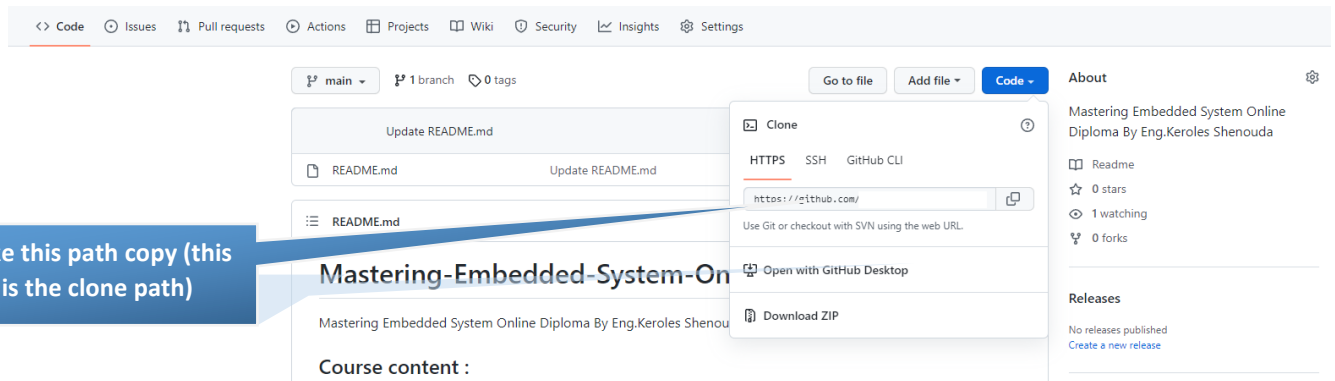 Code Issues Pull requests Actions Projects Wiki Security Insights Settings
main 1 branch 0 tags Go to file Add file Code
Update README.md
README.md Update README.md
README.md
Mastering-Embedded-System-On
Mastering Embedded System Online Diploma By Eng.Keroles Shenou
Course content :
this path copy (this
is the clone path)
Clone
HTTPS SSH GitHub CLI
https://github.com/
Use Git or checkout with SVN using the web URL.
Open with GitHub Desktop
Download ZIP
About
Mastering Embedded System Online
Diploma By Eng.Keroles Shenouda
Readme
0 stars
1 watching
0 forks
Releases
No releases published
Create a new release